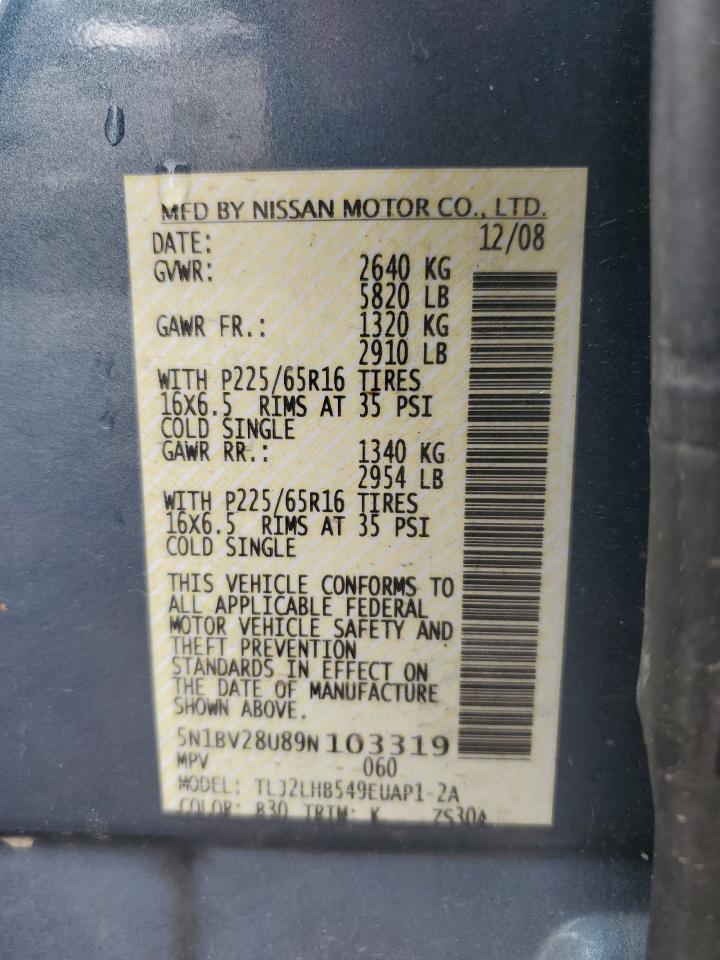 MFD BY NISSAN MOTOR CO., LTD.
DATE: 12/08
GVWR: 2640 KG
5820 LB
GAWR FR.: 1320 KG
2910 LB
WITH P225/65R16 TIRES
16X6.5 RIMS AT 35 PSI
COLD SINGLE
GAWR RR.: 1340 KG
2954 LB
WITH P225/65R16 TIRES
16X6.5 RIMS AT 35 PSI
COLD SINGLE
THIS VEHICLE CONFORMS TO
ALL APPLICABLE FEDERAL
MOTOR VEHICLE SAFETY AND
THEFT PREVENTION
STANDARDS IN EFFECT ON
THE DATE OF MANUFACTURE
SHOWN ABOVE.
5N1BV28U89N103319
MPV 060
MODEL: TL32LHB549EUAP1-2A
COLOR: B30 TRIM: K ZS30A